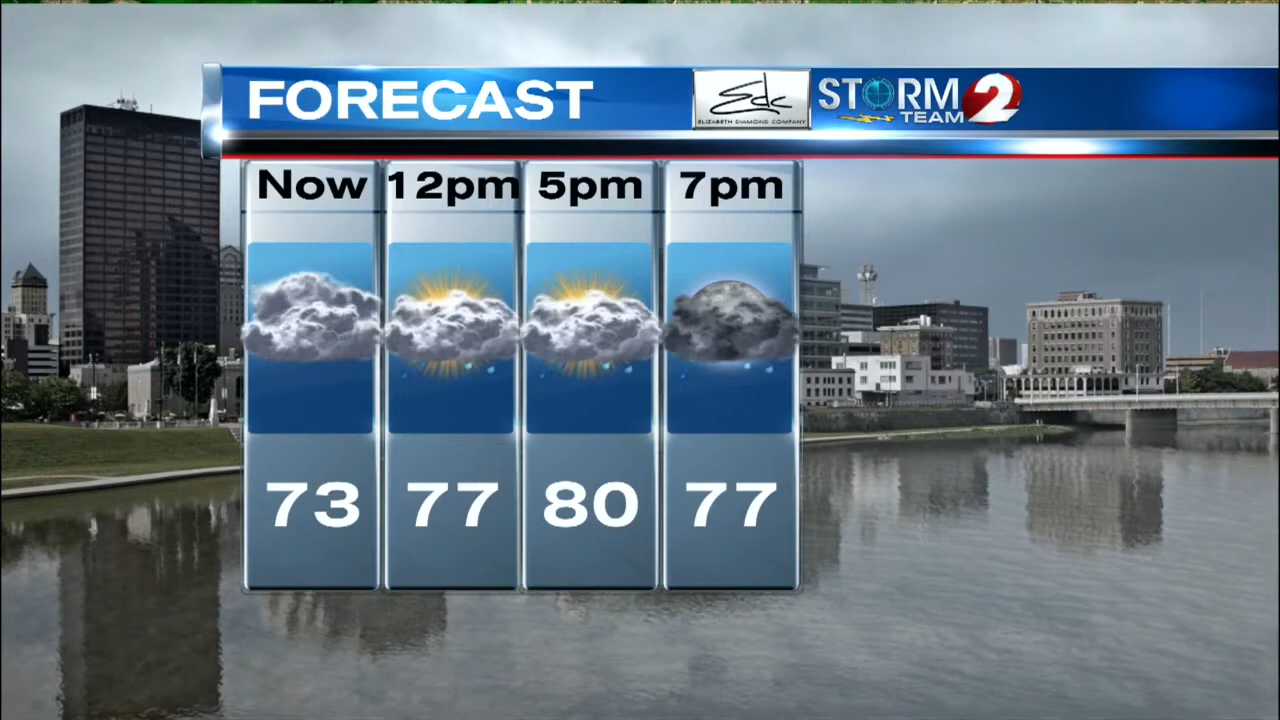 FORECAST
Edc
ELIZABETH DIAMOND COMPANY
STORM
TEAM
2
Now 12pm 5pm 7pm
73 77 80 77